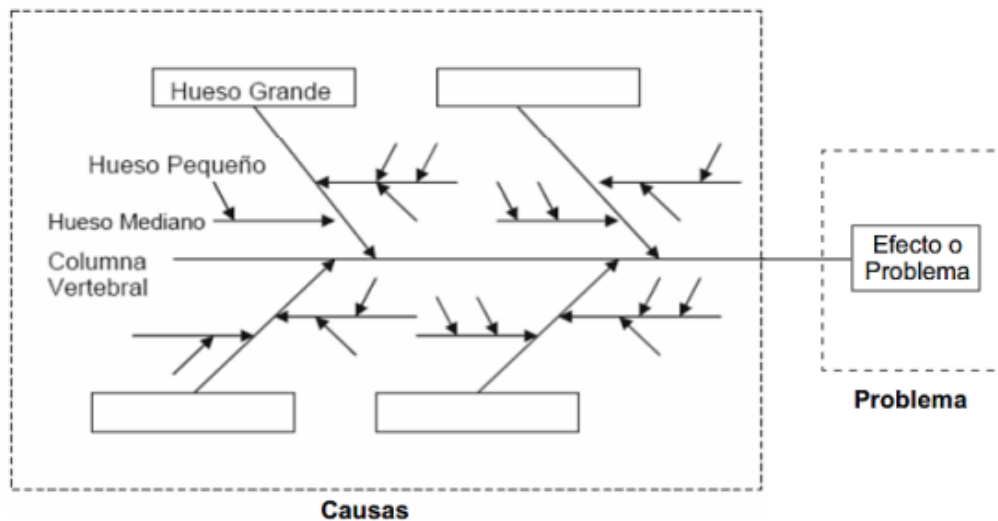 Hueso Grande
Hueso Pequeño
Hueso Mediano
Columna
Vertebral
Efecto o
Problema
Problema
Causas